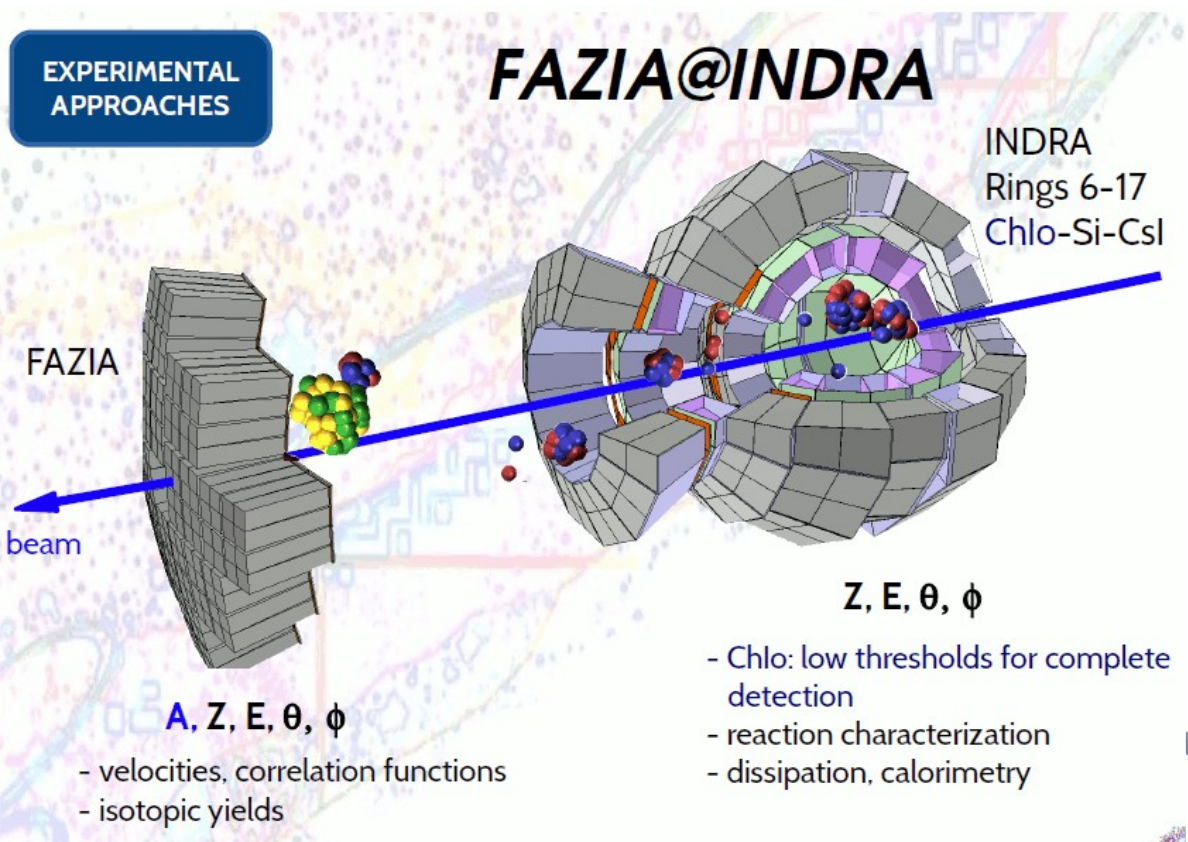 EXPERIMENTAL
APPROACHES
FAZIA@INDRA
INDRA
Rings 6-17
Chlo-Si-CsI
FAZIA
beam
Z, E, θ, ϕ
- Chlo: low thresholds for complete
detection
- reaction characterization
- dissipation, calorimetry
A, Z, E, θ, ϕ
- velocities, correlation functions
- isotopic yields